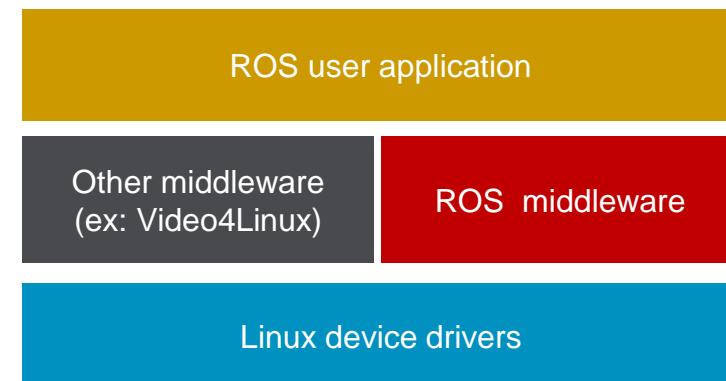 ROS user application
Other middleware
(ex: Video4Linux)
ROS  middleware
Linux device drivers